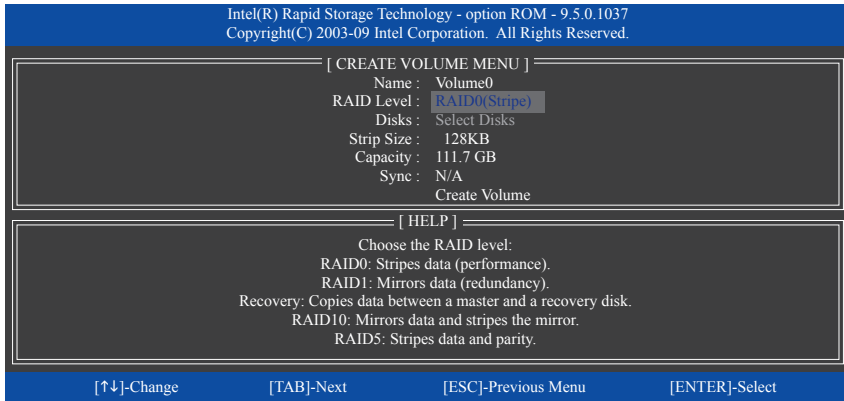 Intel(R) Rapid Storage Technology - option ROM - 9.5.0.1037
Copyright(C) 2003-09 Intel Corporation. All Rights Reserved.
[ CREATE VOLUME MENU ]
Name : Volume0
RAID Level : RAID0(Stripe)
Disks : Select Disks
Strip Size : 128KB
Capacity : 111.7 GB
Sync : N/A
Create Volume
[ HELP ]
Choose the RAID level:
RAID0: Stripes data (performance).
RAID1: Mirrors data (redundancy).
Recovery: Copies data between a master and a recovery disk.
RAID10: Mirrors data and stripes the mirror.
RAID5: Stripes data and parity.
[↑↓]-Change [TAB]-Next [ESC]-Previous Menu [ENTER]-Select